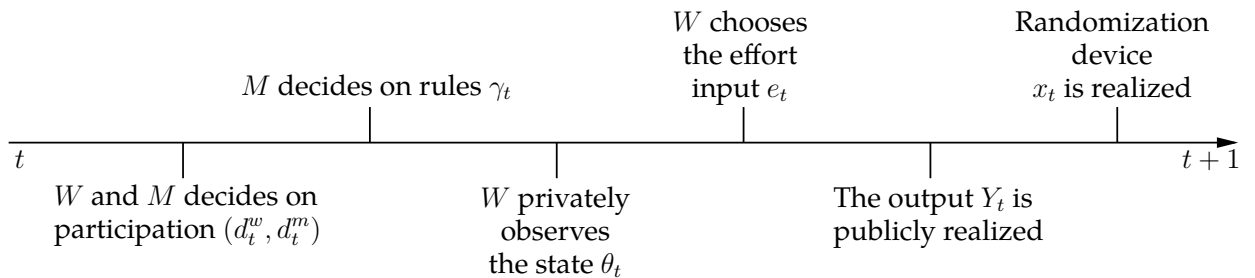 W chooses
the effort
input e_t
Randomization
device
x_t is realized
M decides on rules γ_t
t
t + 1
W and M decides on
participation (d_t^w, d_t^m)
W privately
observes
the state θ_t
The output Y_t is
publicly realized